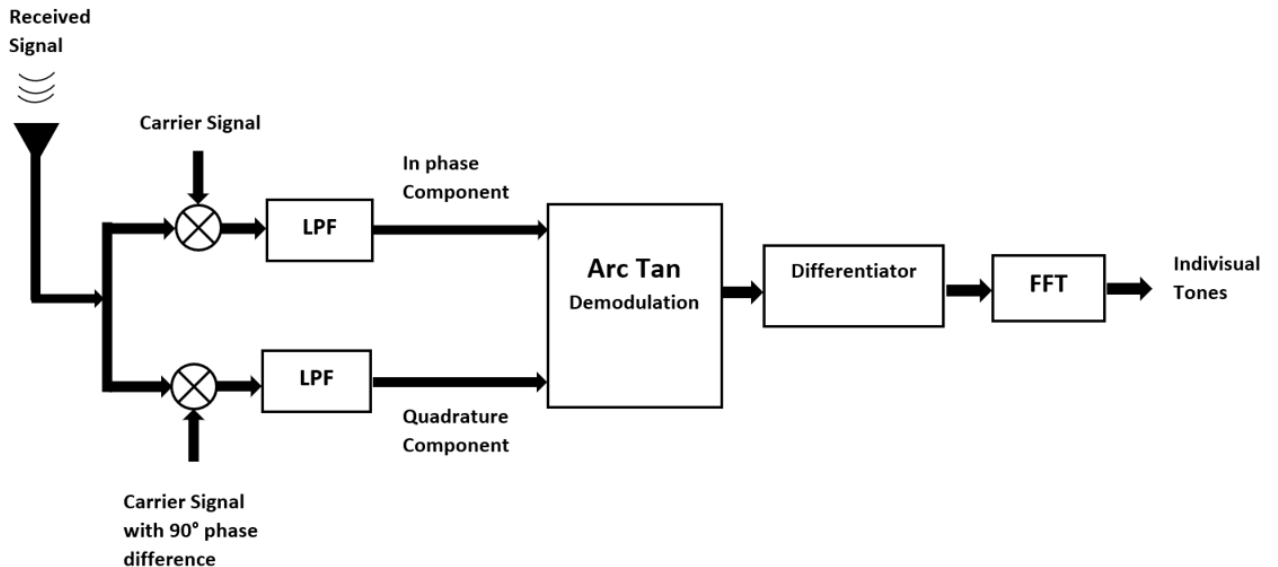 Received
Signal
Carrier Signal
In phase
Component
LPF
Arc Tan
Demodulation
Differentiator
FFT
Indivisual
Tones
LPF
Quadrature
Component
Carrier Signal
with 90° phase
difference